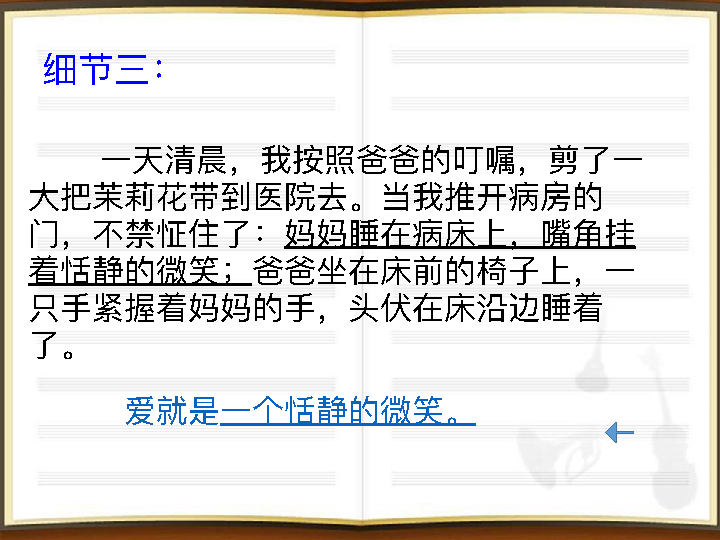 细节三：
一天清晨，我按照爸爸的叮嘱，剪了一
大把茉莉花带到医院去。当我推开病房的
门，不禁怔住了：妈妈睡在病床上，嘴角挂
着恬静的微笑；爸爸坐在床前的椅子上，一
只手紧握着妈妈的手，头伏在床沿边睡着
了。
爱就是一个恬静的微笑。